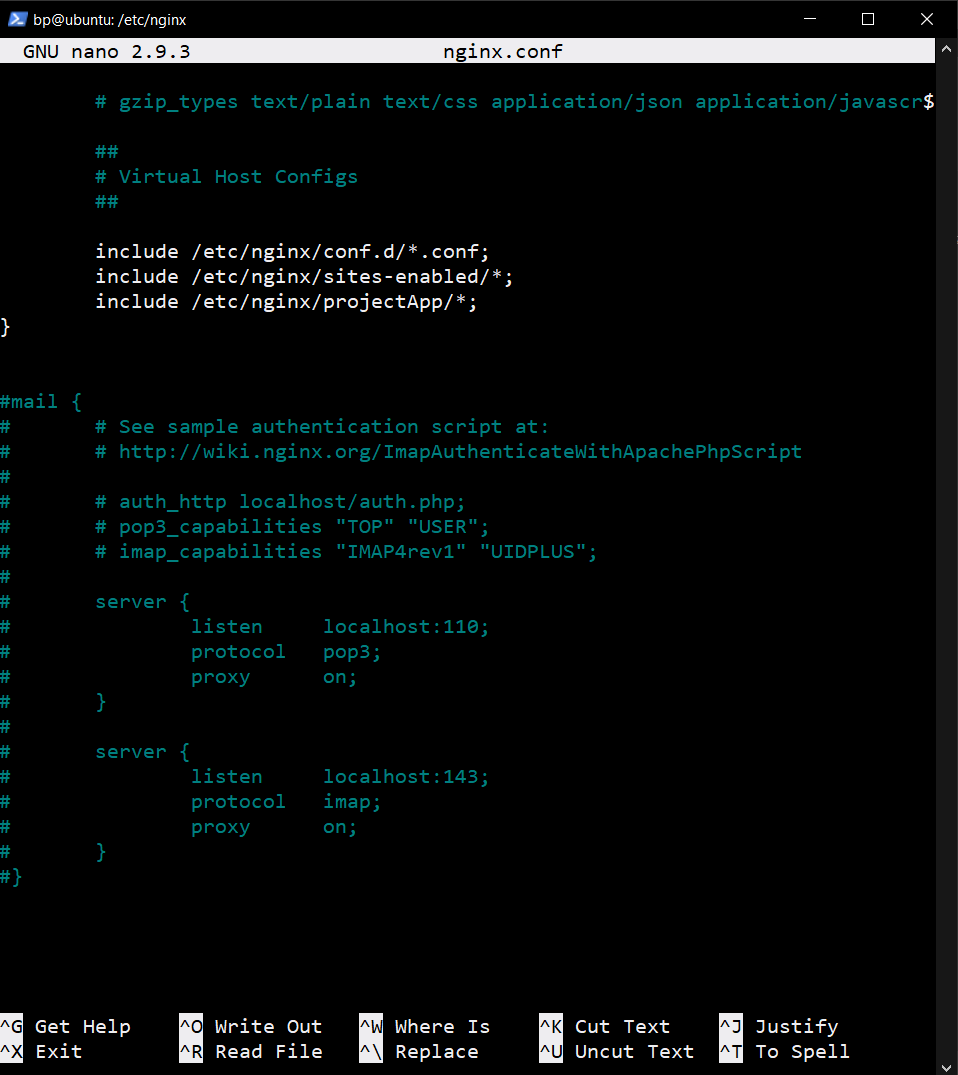 bp@ubuntu: /etc/nginx
GNU nano 2.9.3 nginx.conf
# gzip_types text/plain text/css application/json application/javascr$
##
# Virtual Host Configs
##
include /etc/nginx/conf.d/*.conf;
include /etc/nginx/sites-enabled/*;
include /etc/nginx/projectApp/*;
}
#mail {
# # See sample authentication script at:
# # http://wiki.nginx.org/ImapAuthenticateWithApachePhpScript
#
# # auth_http localhost/auth.php;
# # pop3_capabilities "TOP" "USER";
# # imap_capabilities "IMAP4rev1" "UIDPLUS";
#
# server {
# listen localhost:110;
# protocol pop3;
# proxy on;
# }
#
# server {
# listen localhost:143;
# protocol imap;
# proxy on;
# }
#}
^G Get Help ^O Write Out ^W Where Is ^K Cut Text ^J Justify
^X Exit ^R Read File ^\ Replace ^U Uncut Text ^T To Spell